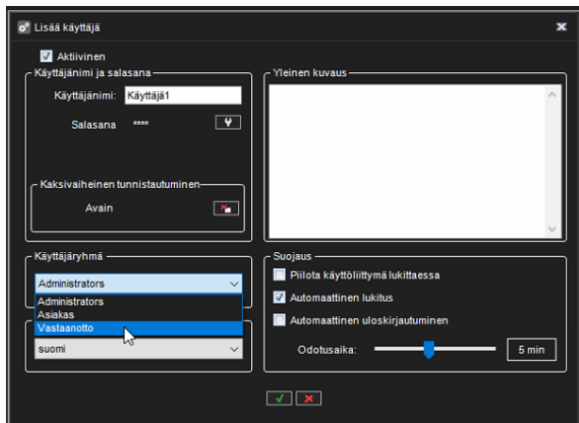 Lisää käyttäjä
Aktiivinen
Käyttäjänimi ja salasana
Käyttäjänimi: Käyttäjä1
Salasana ****
Kaksivaiheinen tunnistautuminen
Avain
Yleinen kuvaus
Käyttäjäryhmä
Administrators
Administrators
Asiakas
Vastaanotto
suomi
Suojaus
Piilota käyttöliittymä lukittaessa
Automaattinen lukitus
Automaattinen uloskirjautuminen
Odotusaika: 5 min